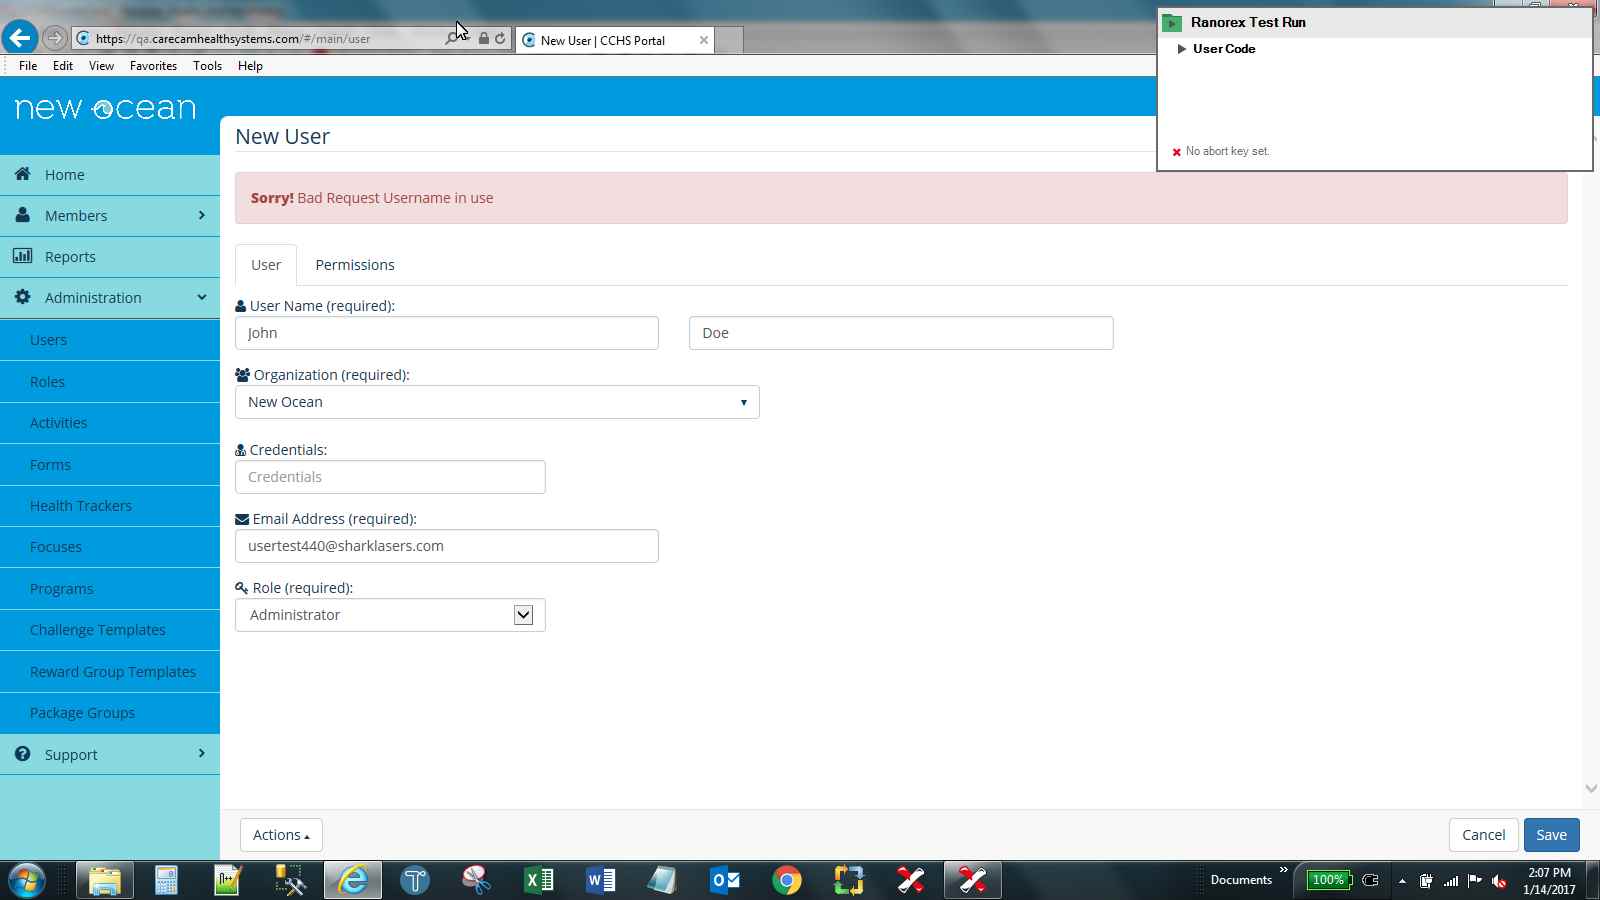 https://qa.carecamhealthsystems.com/#/main/user
New User | CCHS Portal
File Edit View Favorites Tools Help
Ranorex Test Run
User Code
No abort key set.
new ocean
Home
Members
Reports
Administration
Users
Roles
Activities
Forms
Health Trackers
Focuses
Programs
Challenge Templates
Reward Group Templates
Package Groups
Support
New User
Sorry! Bad Request Username in use
User Permissions
User Name (required):
John Doe
Organization (required):
New Ocean
Credentials:
Credentials
Email Address (required):
usertest440@sharklasers.com
Role (required):
Administrator
Actions
Cancel Save
Documents
100%
2:07 PM
1/14/2017